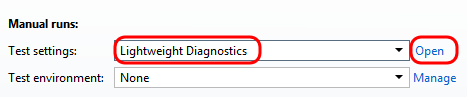 Manual runs:
Test settings: Lightweight Diagnostics Open
Test environment: None Manage